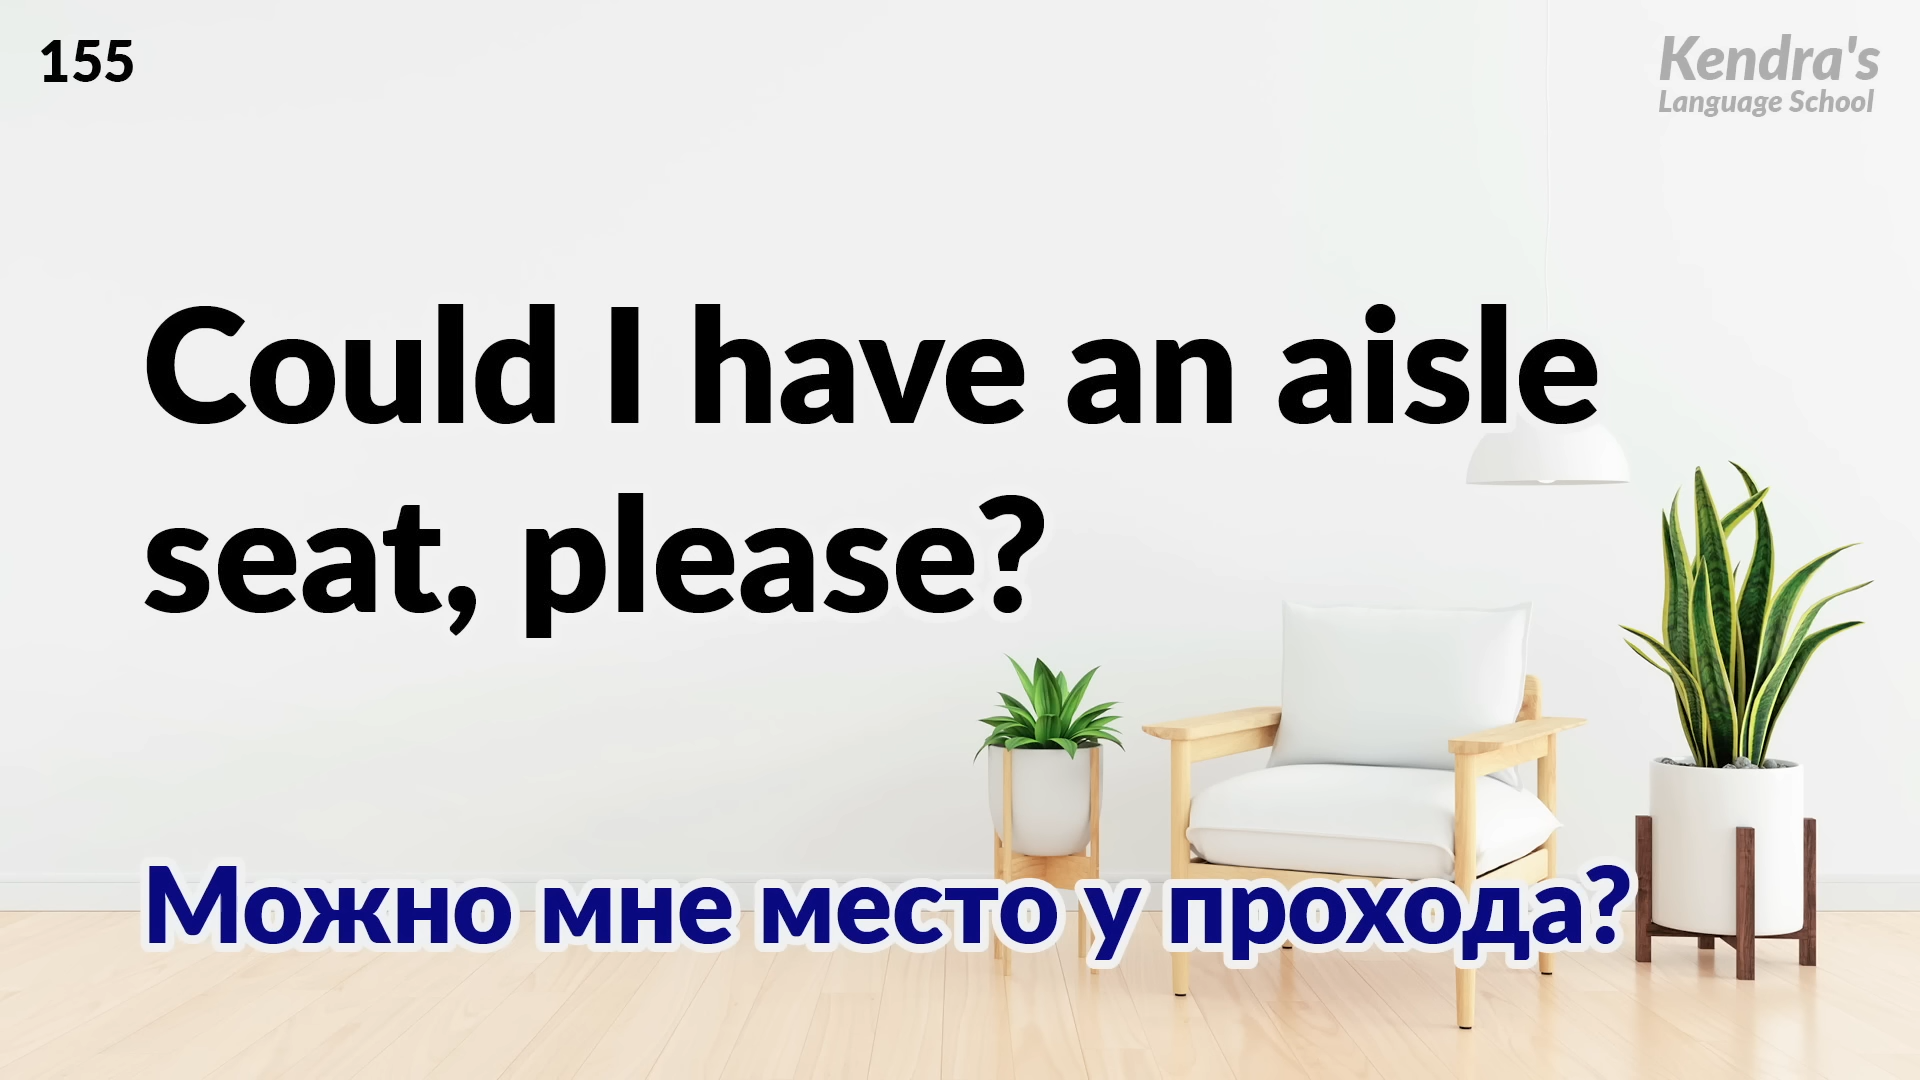 155
Kendra's
Language School
Could I have an aisle
seat, please?
Можно мне место у прохода?